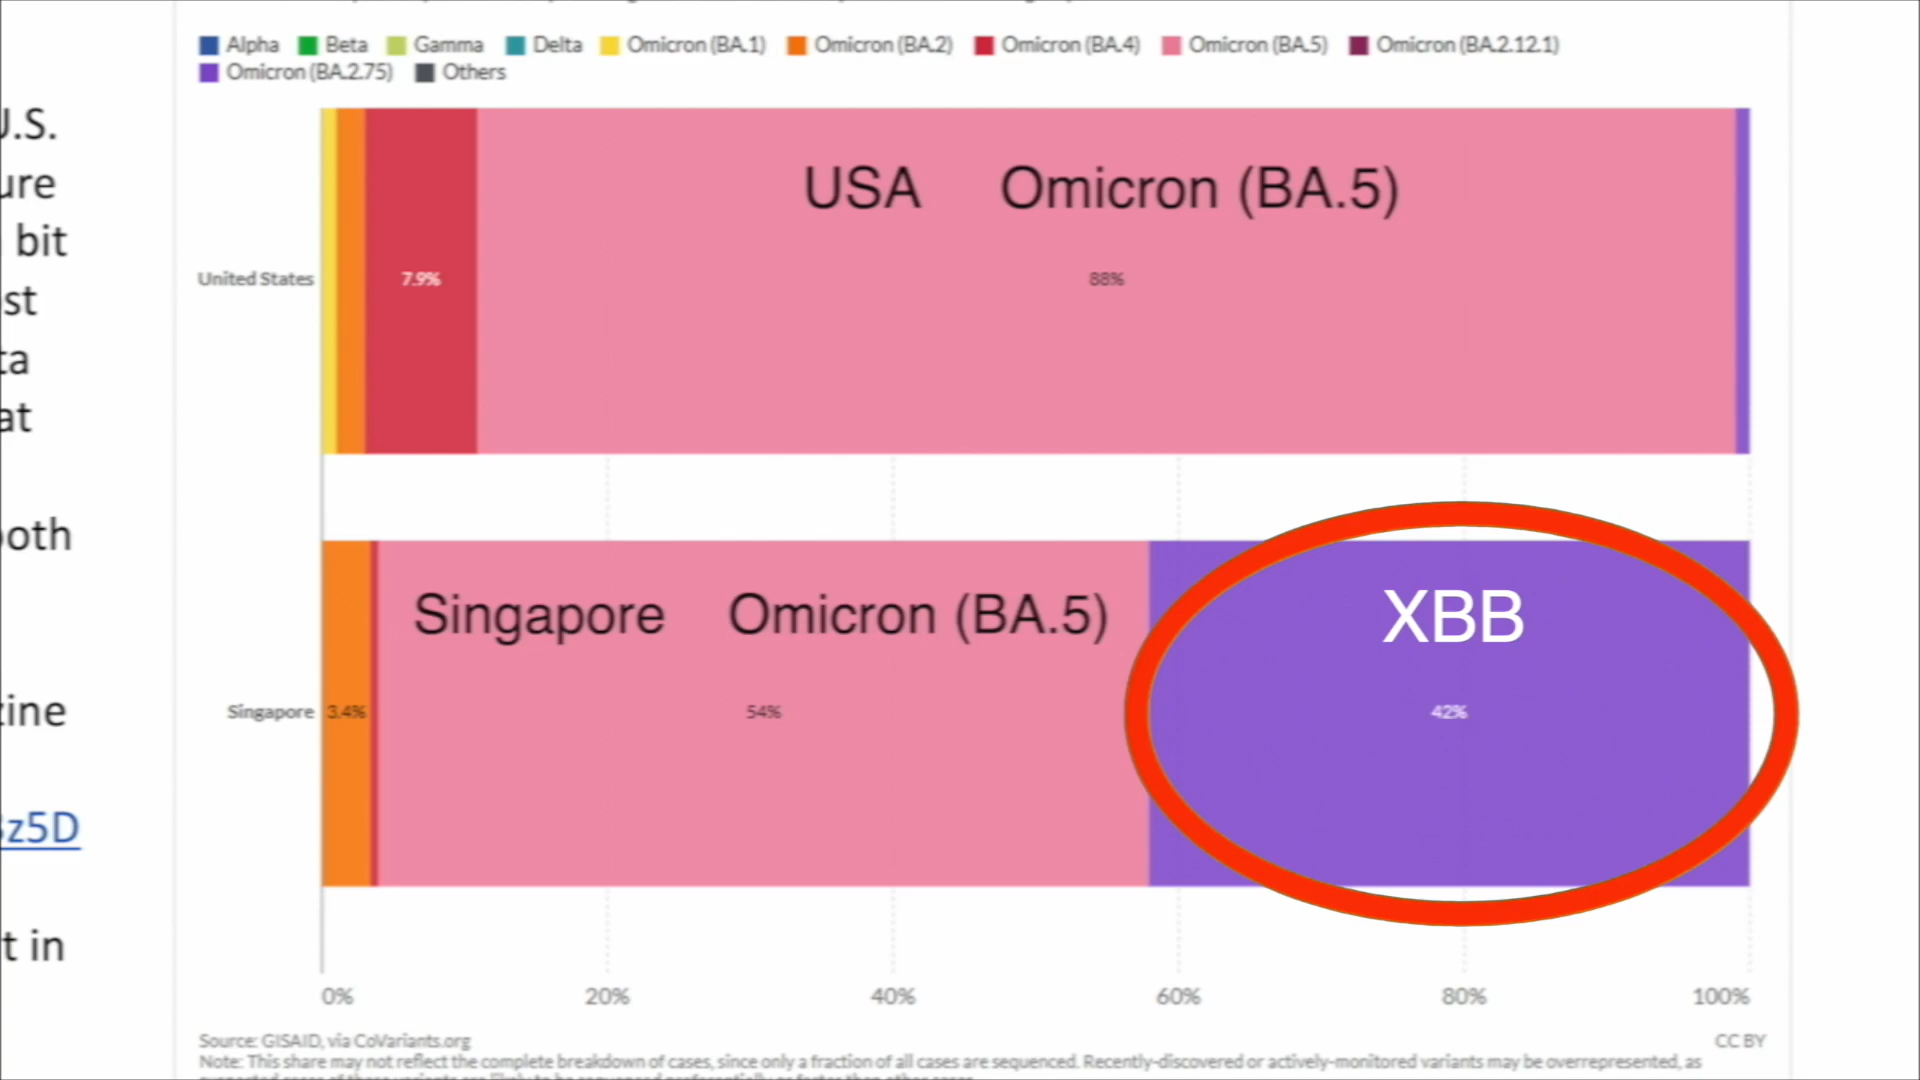 Alpha Beta Gamma Delta Omicron (BA.1) Omicron (BA.2) Omicron (BA.4) Omicron (BA.5) Omicron (BA.2.12.1)
Omicron (BA.2.75) Others
U.S.
ure
bit
st
ta
at
both
zine
z5D
t in
USA Omicron (BA.5)
United States 7.9% 88%
Singapore Omicron (BA.5) XBB
Singapore 3.4% 54% 42%
0% 20% 40% 60% 80% 100%
Source: GISAID, via CoVariants.org CC BY
Note: This share may not reflect the complete breakdown of cases, since only a fraction of all cases are sequenced. Recently-discovered or actively-monitored variants may be overrepresented, as